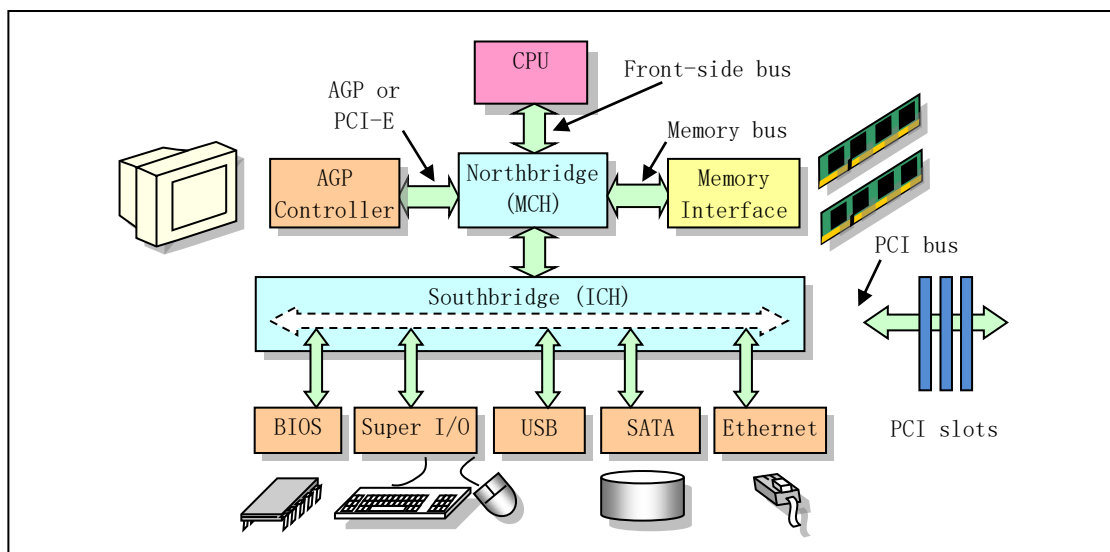 CPU
Front-side bus
AGP or
PCI-E
Memory bus
AGP
Controller
Northbridge
(MCH)
Memory
Interface
PCI bus
Southbridge (ICH)
BIOS
Super I/O
USB
SATA
Ethernet
PCI slots